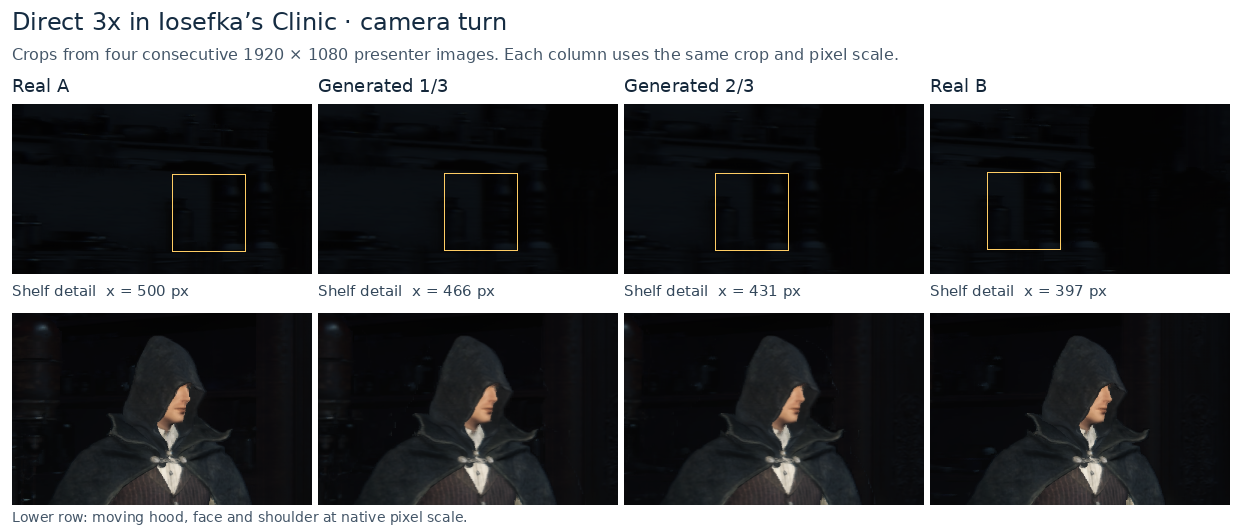 Direct 3x in Iosefka’s Clinic · camera turn
Crops from four consecutive 1920 × 1080 presenter images. Each column uses the same crop and pixel scale.
Real A Generated 1/3 Generated 2/3 Real B
Shelf detail  x = 500 px Shelf detail  x = 466 px Shelf detail  x = 431 px Shelf detail  x = 397 px
Lower row: moving hood, face and shoulder at native pixel scale.